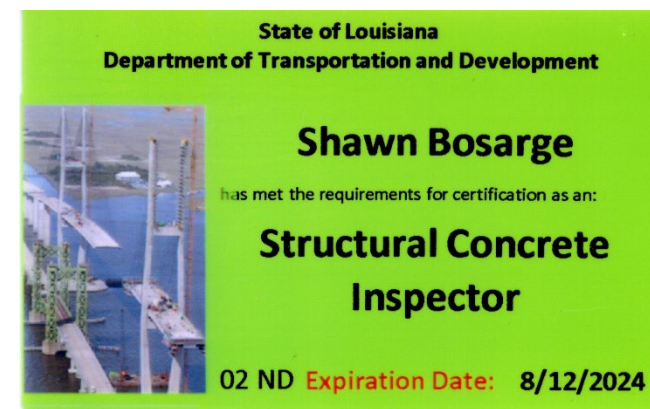 State of Louisiana
Department of Transportation and Development
Shawn Bosarge
has met the requirements for certification as an:
Structural Concrete
Inspector
02 ND Expiration Date: 8/12/2024